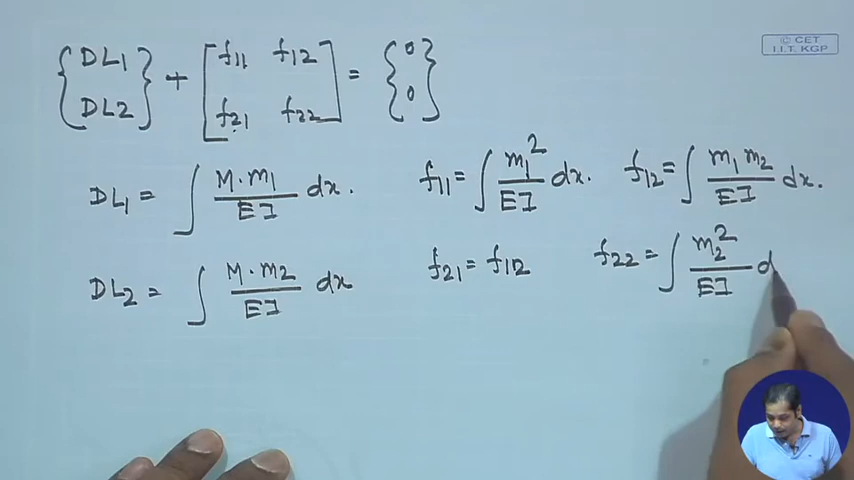 {DL1 DL2} + [f11 f12 f21 f22] = {0 0}
© CET
I.I.T. KGP
DL1 = ∫ M·m1/EI dx. f11 = ∫ m1²/EI dx. f12 = ∫ m1 m2/EI dx.
DL2 = ∫ M·m2/EI dx f21 = f12 f22 = ∫ m2²/EI d